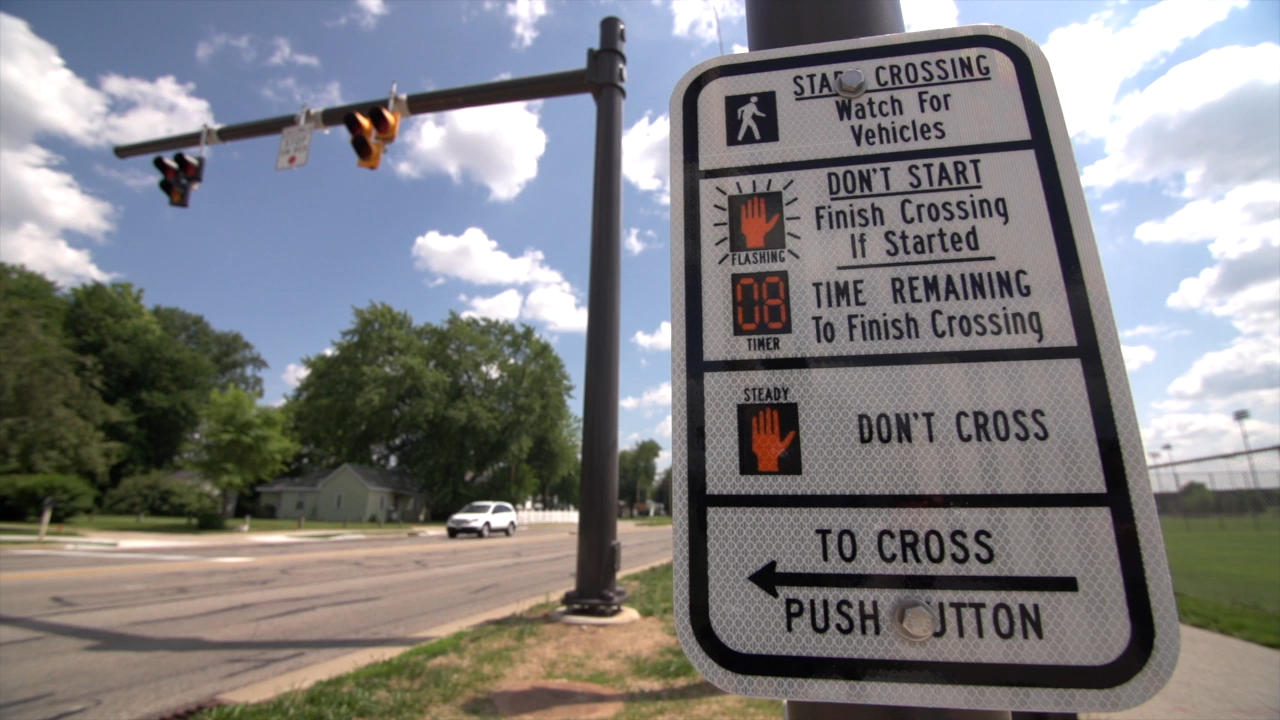 START CROSSING
Watch For
Vehicles
DON'T START
Finish Crossing
If Started
FLASHING
08
TIME REMAINING
To Finish Crossing
TIMER
STEADY
DON'T CROSS
TO CROSS
PUSH BUTTON